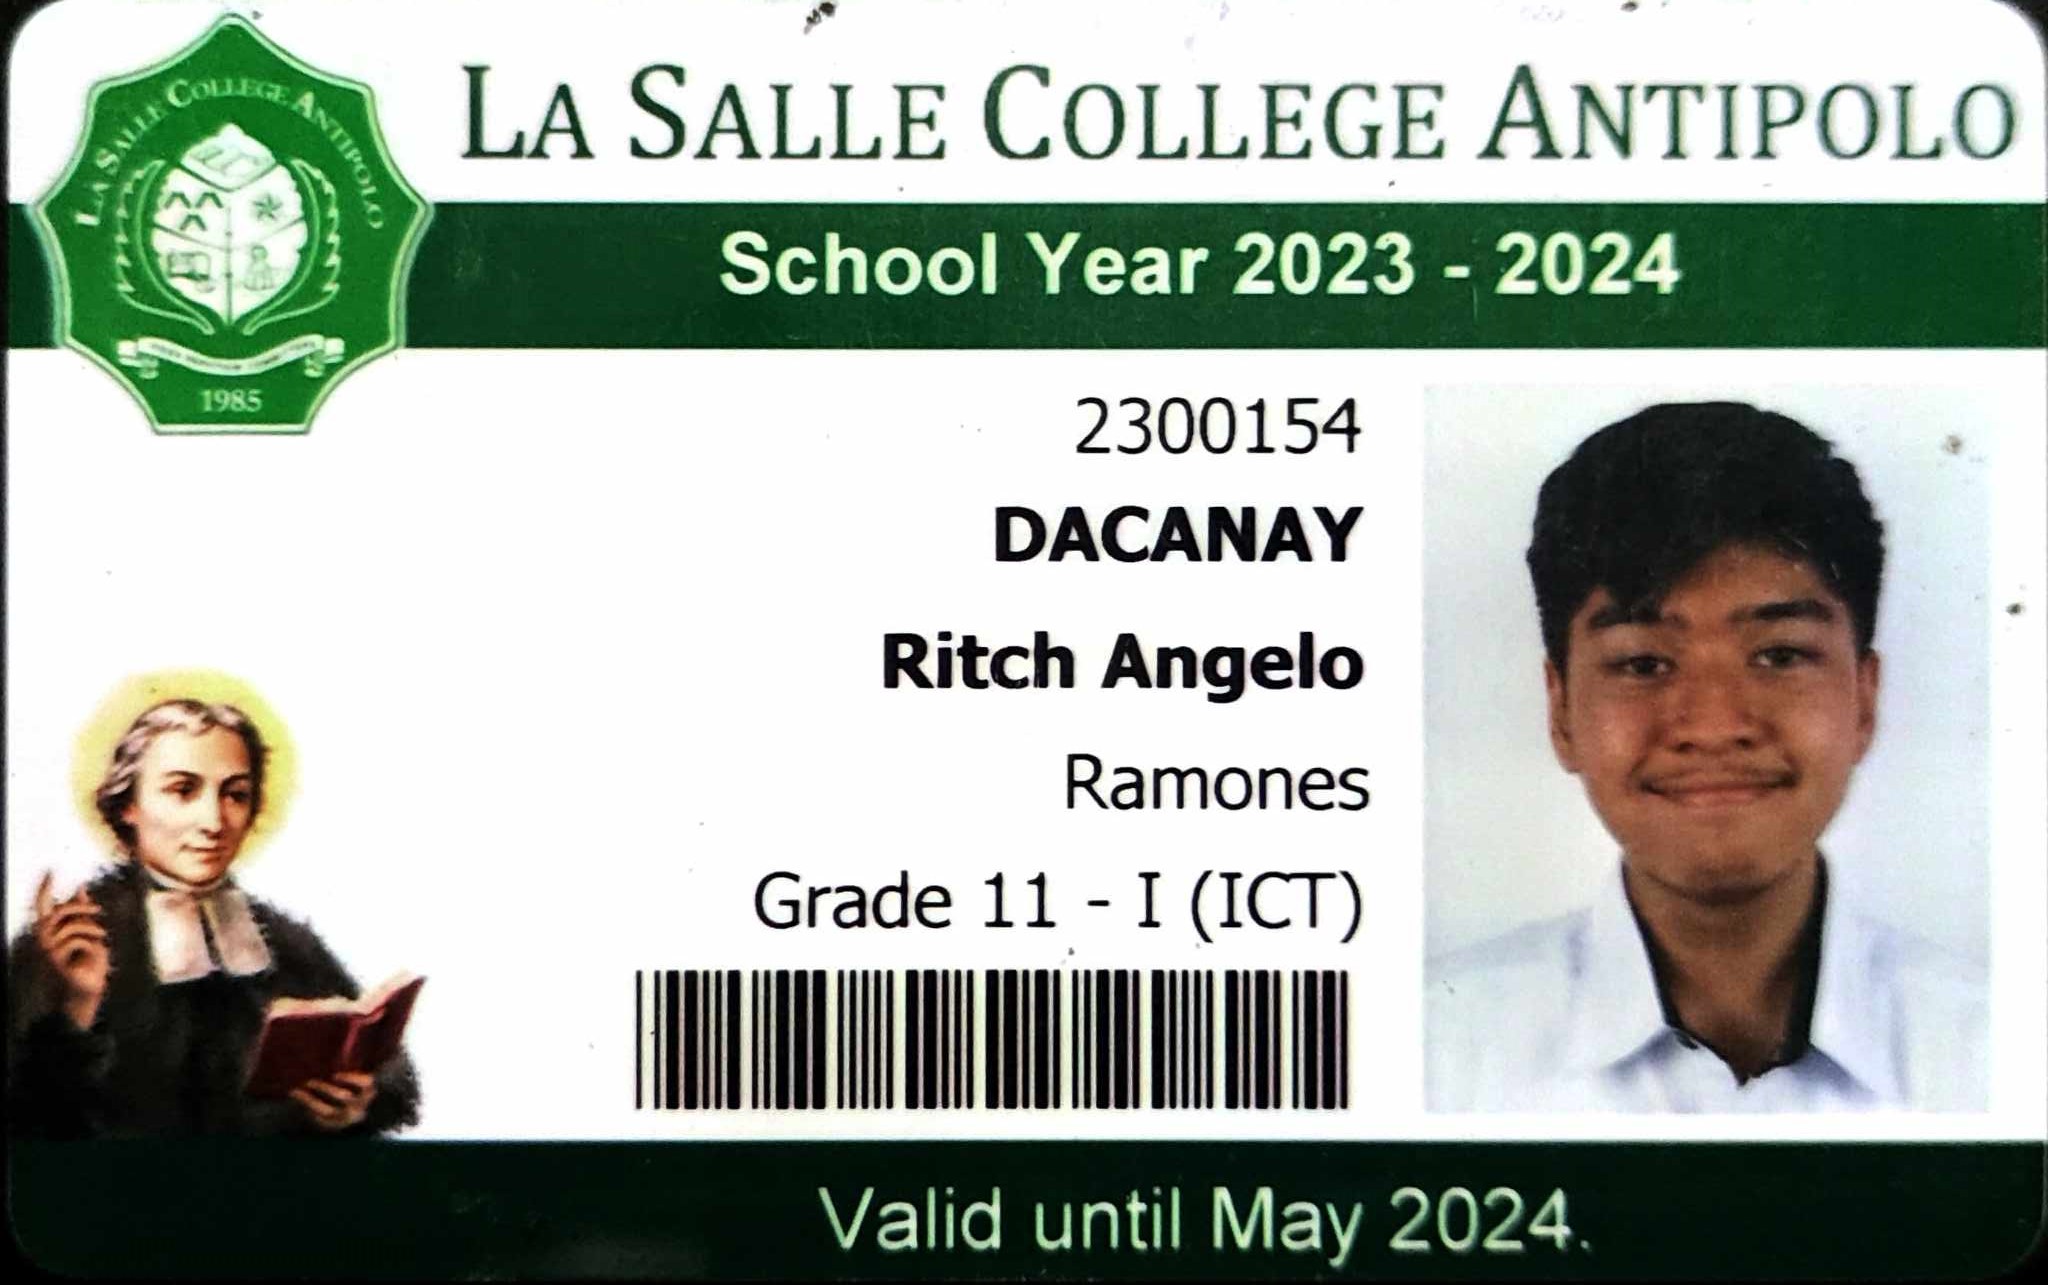 LA SALLE COLLEGE ANTIPOLO
LA SALLE COLLEGE ANTIPOLO
1985
School Year 2023 - 2024
2300154
DACANAY
Ritch Angelo
Ramones
Grade 11 - I (ICT)
Valid until May 2024.